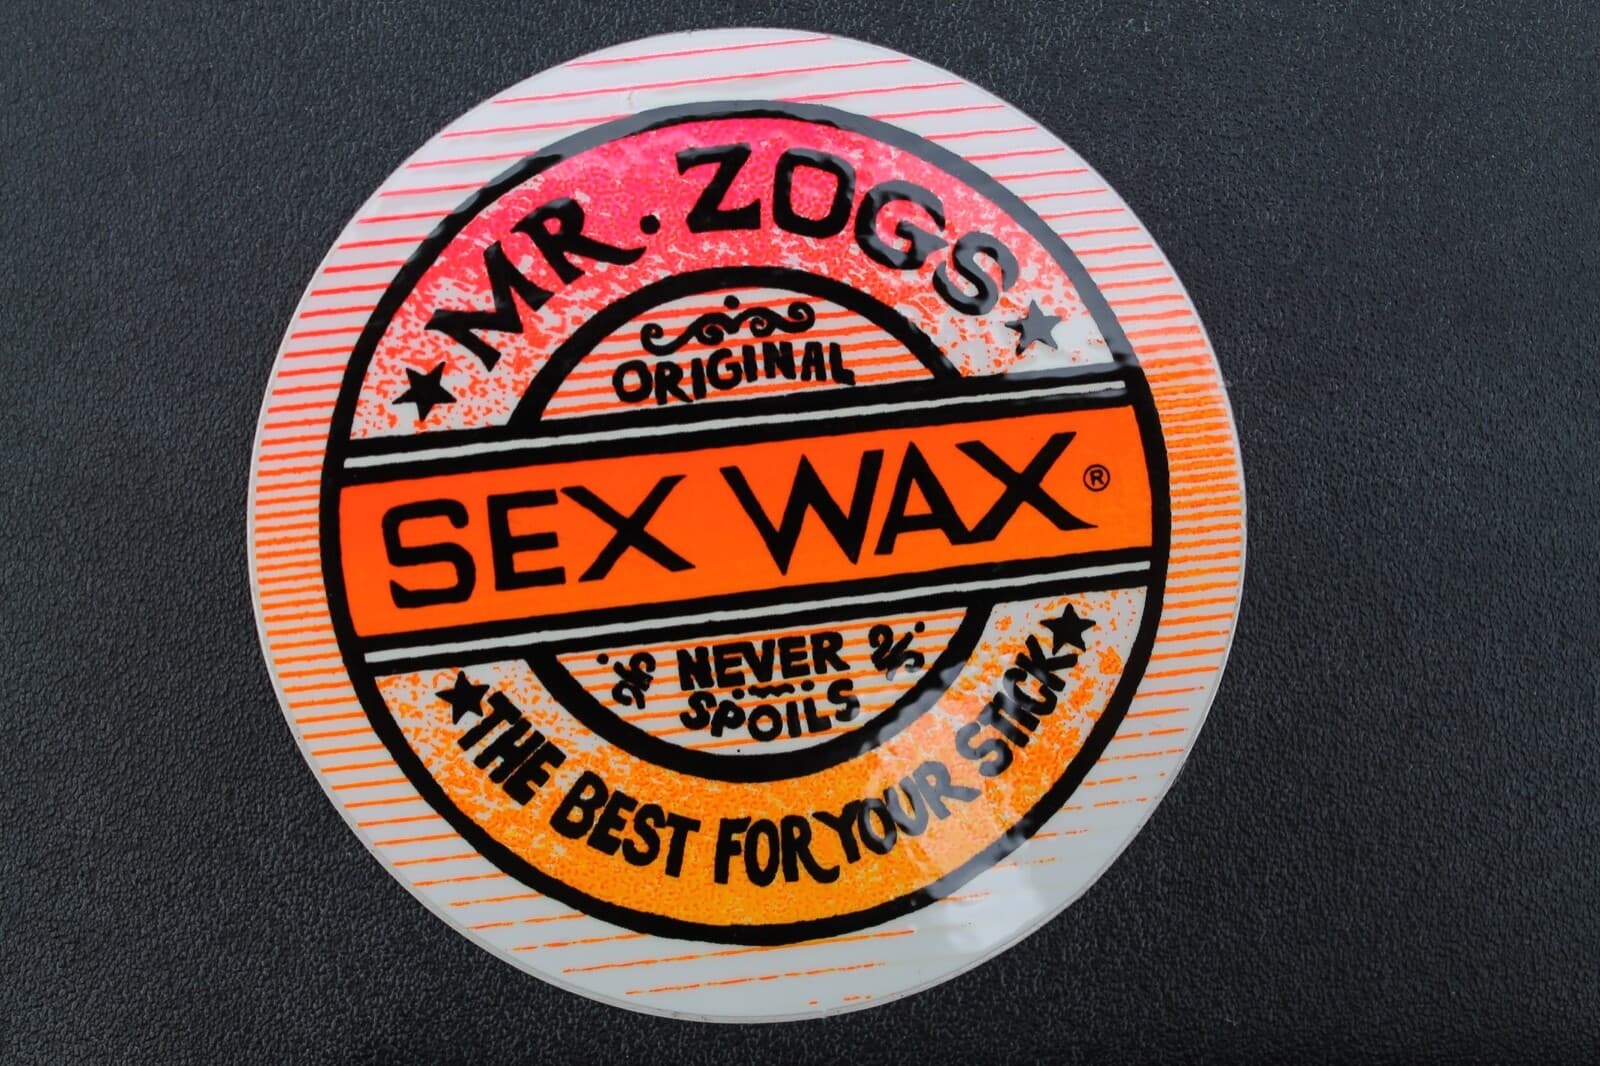 MR. ZOGS
ORIGINAL
SEX WAX®
NEVER
SPOILS
THE BEST FOR YOUR STICK